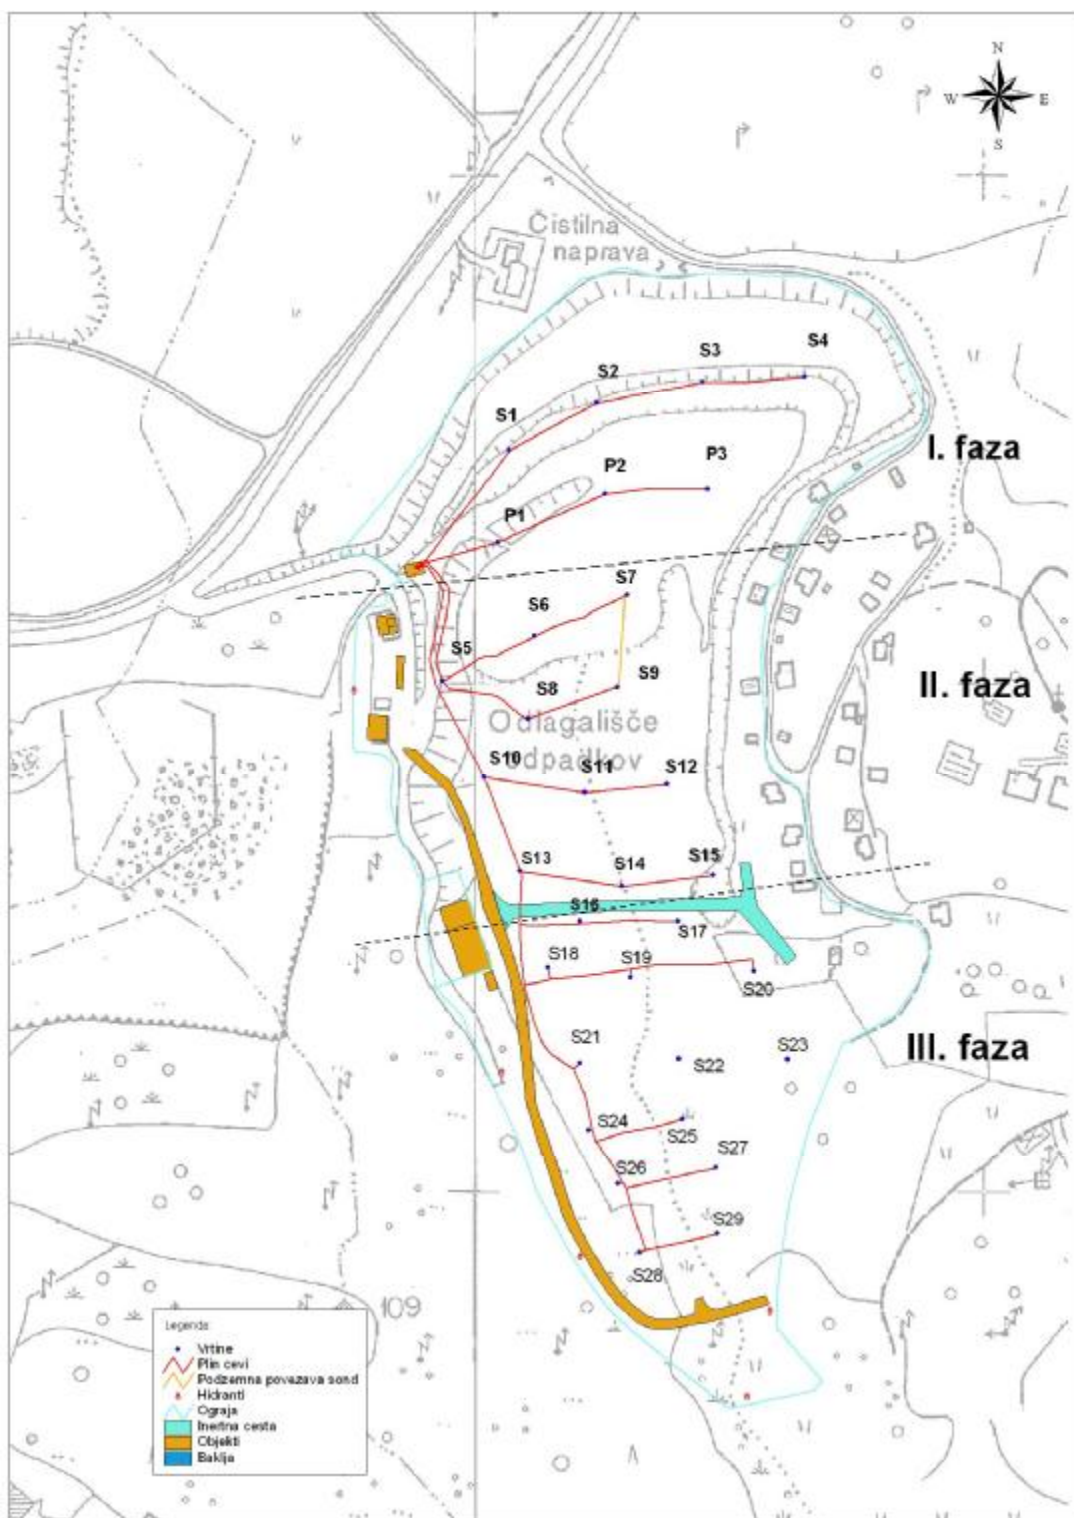 N
W E
S
Čistilna
naprava
S4
S3
S2
S1
I. faza
P3
P2
P1
S7
S6
S5
II. faza
S9
S8
Odlagališče
odpadkov
S10
S11
S12
S13
S14
S15
S16
S17
S18
S19
S20
S21
S22
S23
III. faza
S24
S25
S26
S27
S29
S28
109
Legenda
Vrtine
Plin cevi
Podzemna povezava sond
Hidranti
Ograja
Inertna cesta
Objekti
Baklja